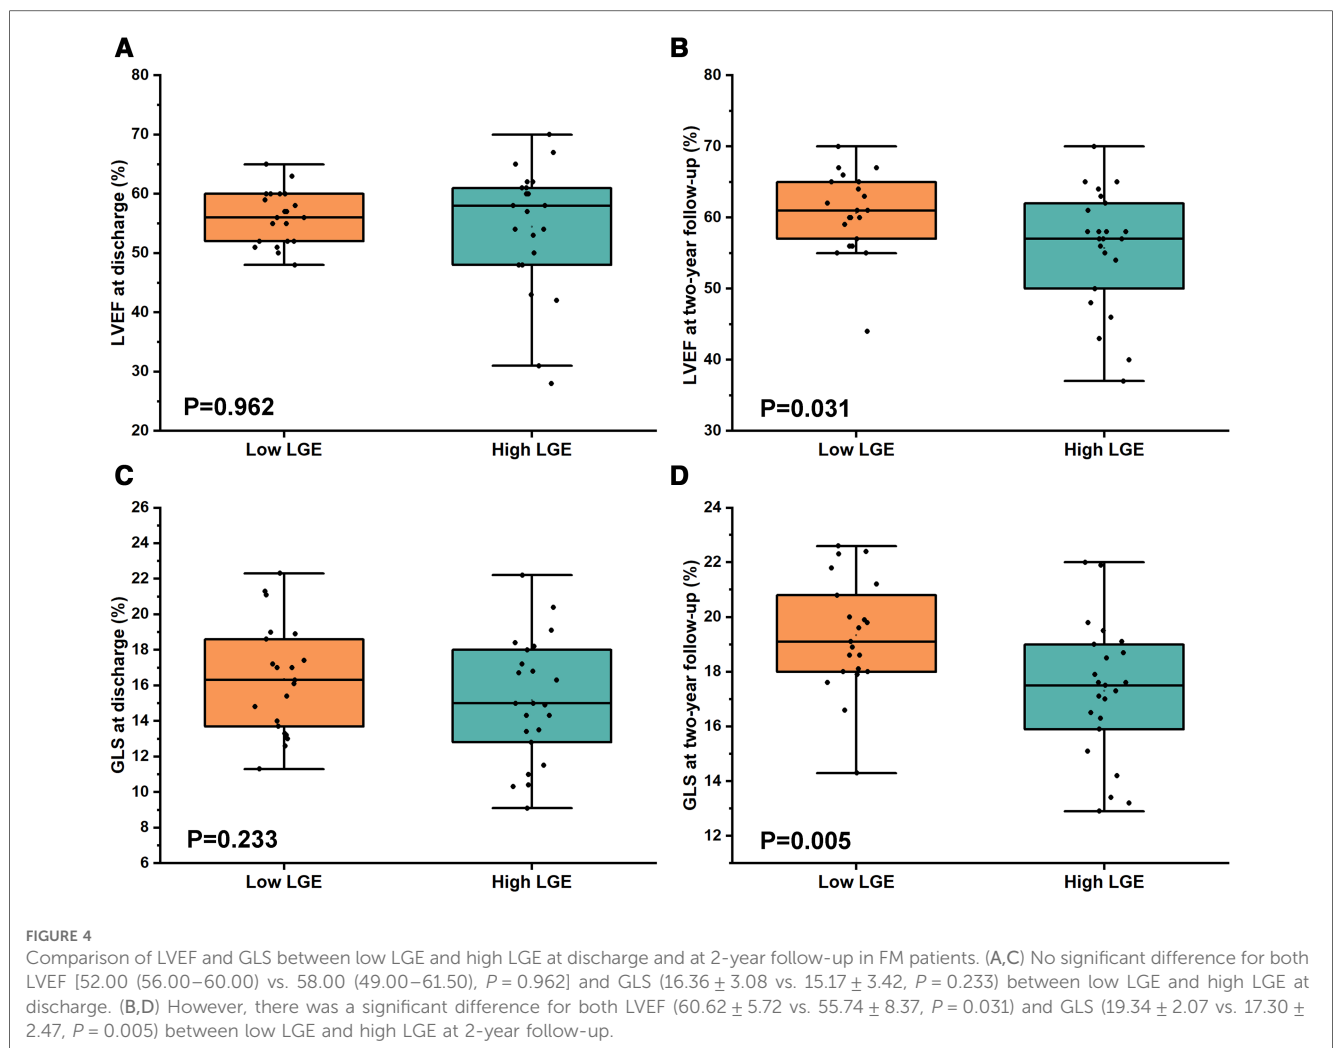 A
80
70
60
50
40
30
20
LVEF at discharge (%)
P=0.962
Low LGE
High LGE
B
80
70
60
50
40
30
LVEF at two-year follow-up (%)
P=0.031
Low LGE
High LGE
C
26
24
22
20
18
16
14
12
10
8
6
GLS at discharge (%)
P=0.233
Low LGE
High LGE
D
24
22
20
18
16
14
12
GLS at two-year follow-up (%)
P=0.005
Low LGE
High LGE
FIGURE 4
Comparison of LVEF and GLS between low LGE and high LGE at discharge and at 2-year follow-up in FM patients. (A,C) No significant difference for both
LVEF [52.00 (56.00–60.00) vs. 58.00 (49.00–61.50), P = 0.962] and GLS (16.36 ± 3.08 vs. 15.17 ± 3.42, P = 0.233) between low LGE and high LGE at
discharge. (B,D) However, there was a significant difference for both LVEF (60.62 ± 5.72 vs. 55.74 ± 8.37, P = 0.031) and GLS (19.34 ± 2.07 vs. 17.30 ±
2.47, P = 0.005) between low LGE and high LGE at 2-year follow-up.